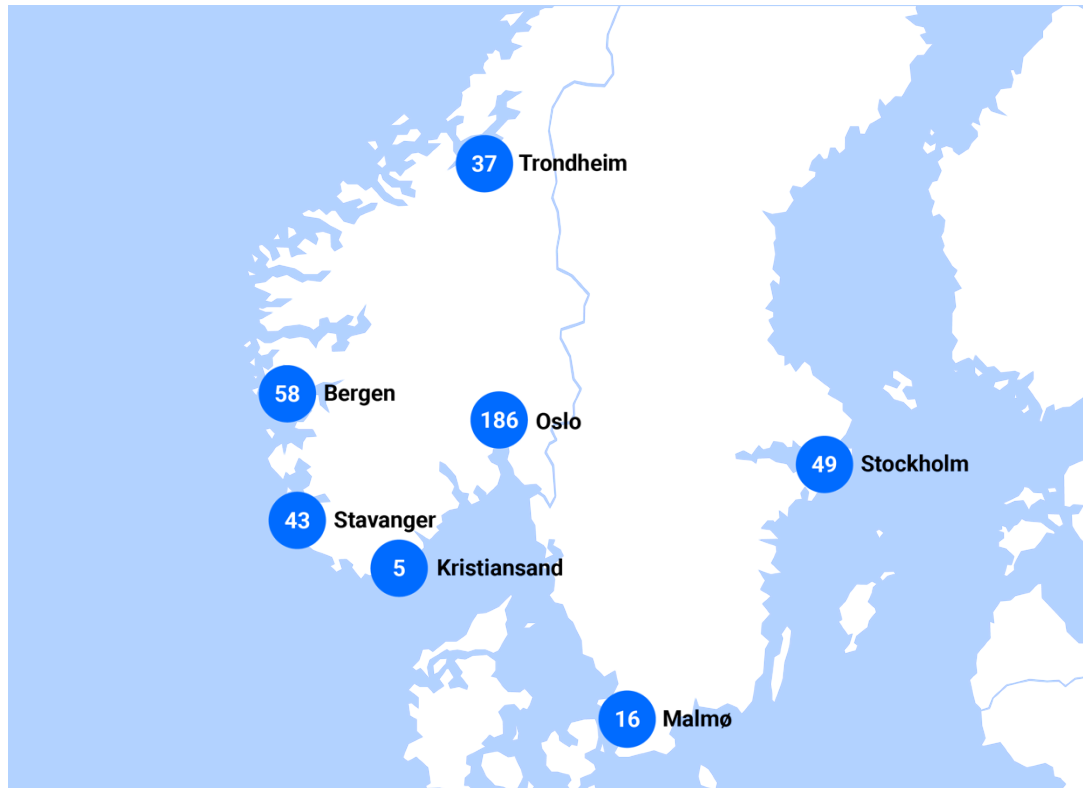 37 Trondheim
58 Bergen
186 Oslo
49 Stockholm
43 Stavanger
5 Kristiansand
16 Malmø